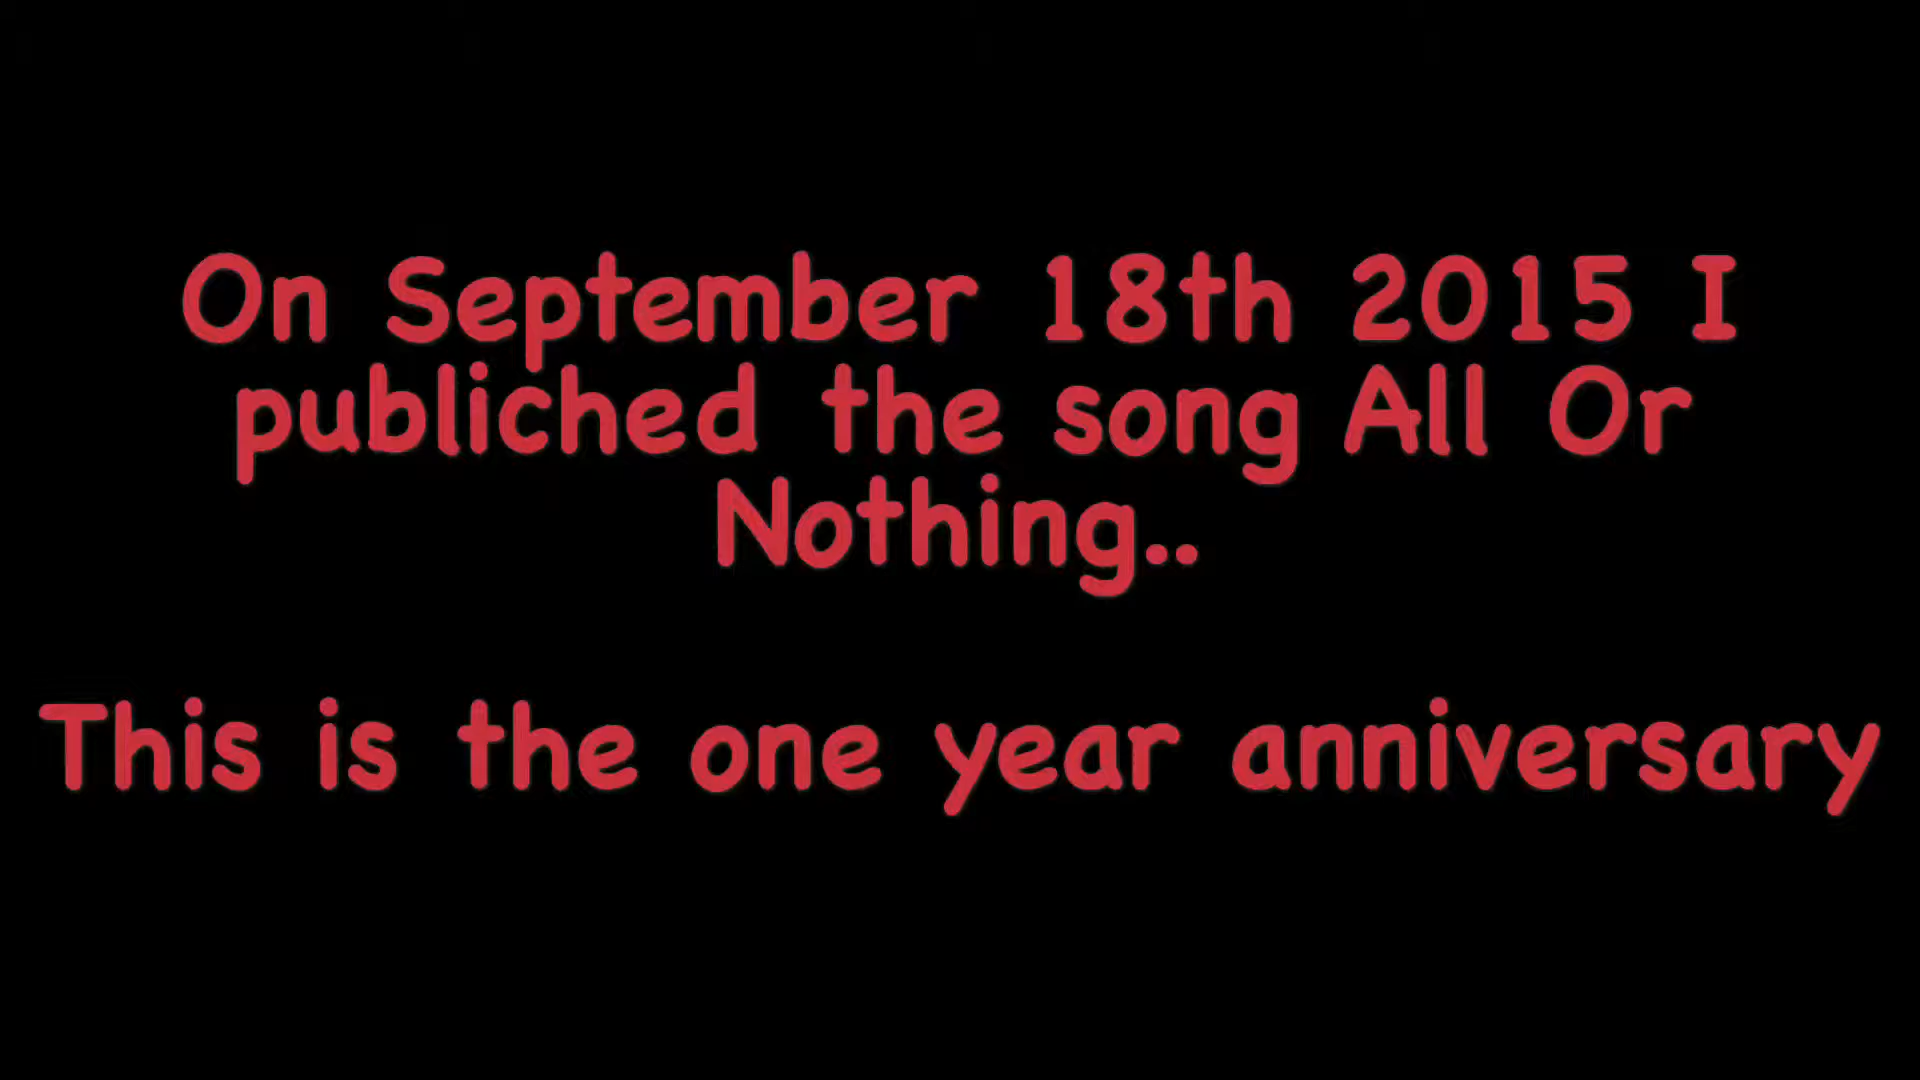 On September 18th 2015 I
publiched the song All Or
Nothing..
This is the one year anniversary